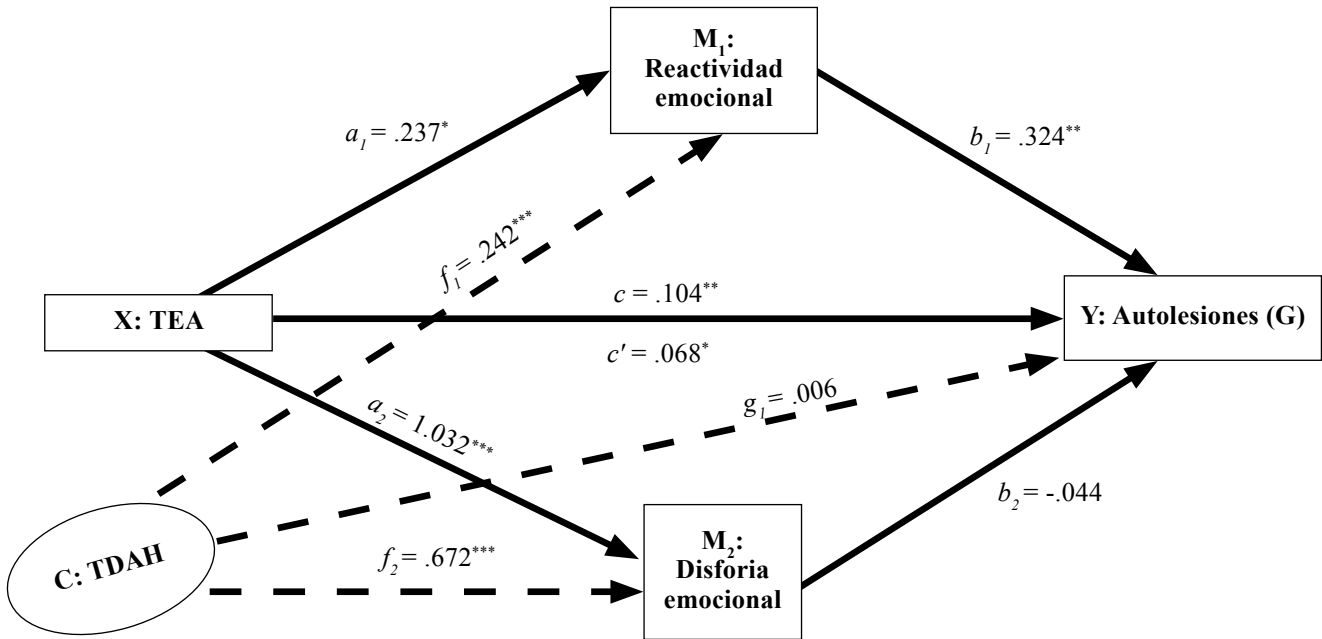 M1:
Reactividad
emocional
a1 = .237*
b1 = .324**
f1 = .242***
X: TEA
c = .104**
Y: Autolesiones (G)
c' = .068*
a2 = 1.032***
g1 = .006
b2 = -.044
C: TDAH
f2 = .672***
M2:
Disforia
emocional